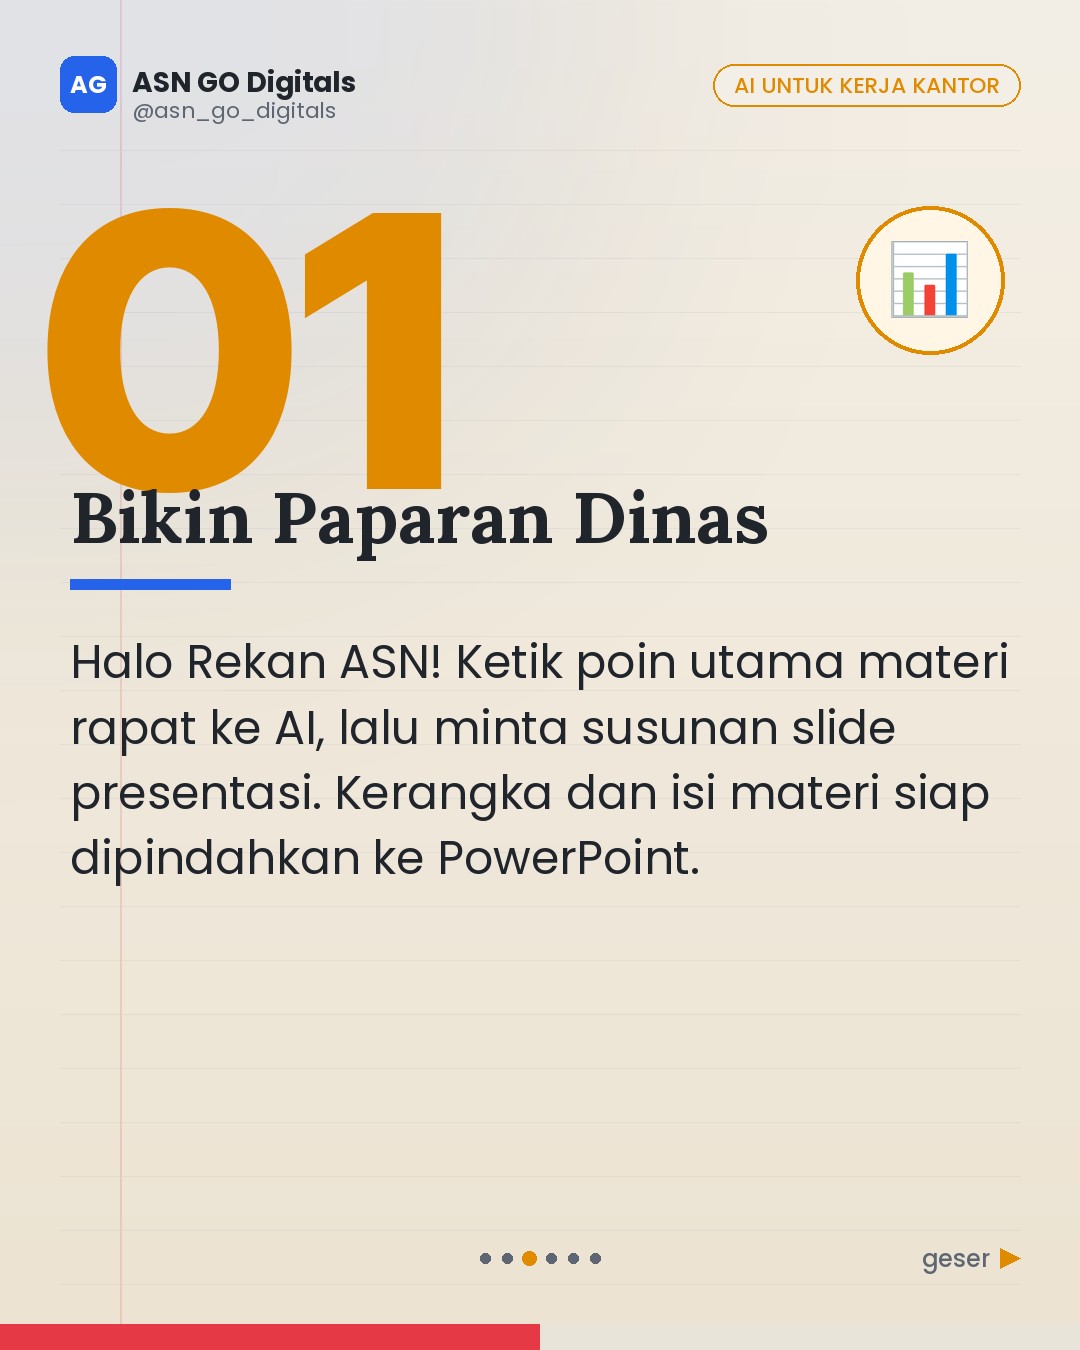 AG
ASN GO Digitals
@asn_go_digitals
AI UNTUK KERJA KANTOR
01
Bikin Paparan Dinas
Halo Rekan ASN! Ketik poin utama materi
rapat ke AI, lalu minta susunan slide
presentasi. Kerangka dan isi materi siap
dipindahkan ke PowerPoint.
geser